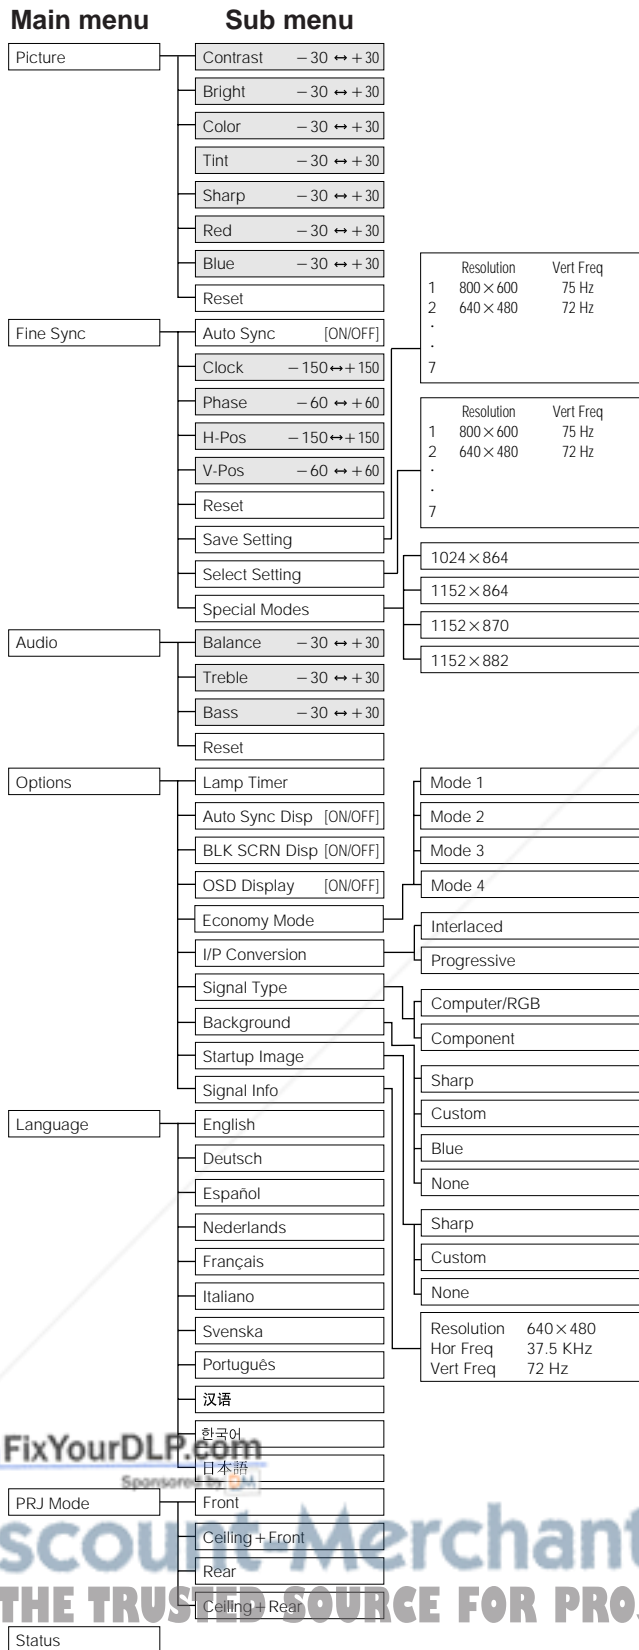 Main menu Sub menu
Picture
Contrast −30 ↔ +30
Bright −30 ↔ +30
Color −30 ↔ +30
Tint −30 ↔ +30
Sharp −30 ↔ +30
Red −30 ↔ +30
Blue −30 ↔ +30
Reset
Fine Sync
Auto Sync [ON/OFF]
Clock −150↔+150
Phase −60 ↔ +60
H-Pos −150↔+150
V-Pos −60 ↔ +60
Reset
Save Setting
Select Setting
Special Modes
Resolution Vert Freq
1 800×600 75 Hz
2 640×480 72 Hz
·
·
7
Resolution Vert Freq
1 800×600 75 Hz
2 640×480 72 Hz
·
·
7
1024×864
1152×864
1152×870
1152×882
Audio
Balance −30 ↔ +30
Treble −30 ↔ +30
Bass −30 ↔ +30
Reset
Options
Lamp Timer
Auto Sync Disp [ON/OFF]
BLK SCRN Disp [ON/OFF]
OSD Display [ON/OFF]
Economy Mode
I/P Conversion
Signal Type
Background
Startup Image
Signal Info
Mode 1
Mode 2
Mode 3
Mode 4
Interlaced
Progressive
Computer/RGB
Component
Sharp
Custom
Blue
None
Sharp
Custom
None
Resolution 640×480
Hor Freq 37.5 KHz
Vert Freq 72 Hz
Language
English
Deutsch
Español
Nederlands
Français
Italiano
Svenska
Português
汉语
한국어
日本語
FixYourDLP.com
Sponsored by
PRJ Mode
Front
Ceiling+Front
Rear
Ceiling+Rear
scount-Merchant
THE TRUSTED SOURCE FOR PRO
Status